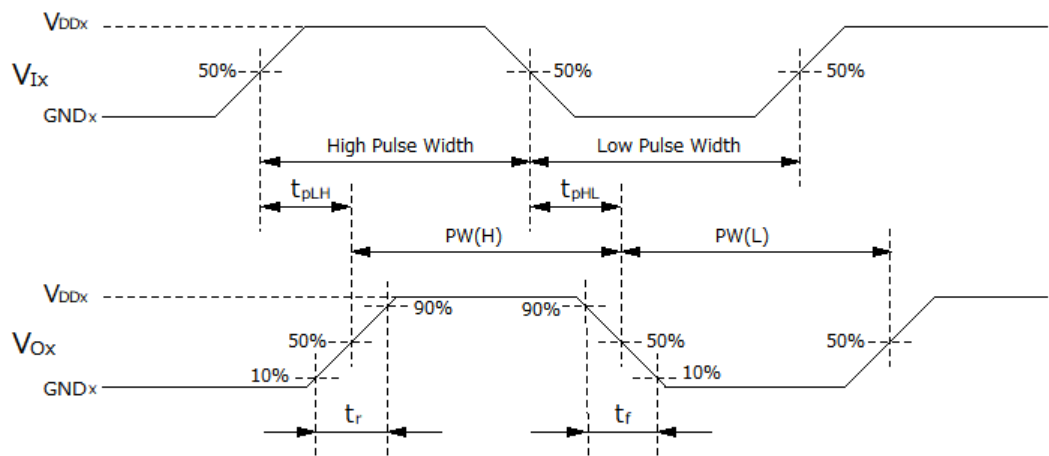 VDDx
VIx
50%
50%
50%
GNDx
High Pulse Width
Low Pulse Width
tpLH
tpHL
PW(H)
PW(L)
VDDx
90%
90%
VOx
50%
50%
50%
10%
10%
GNDx
tr
tf